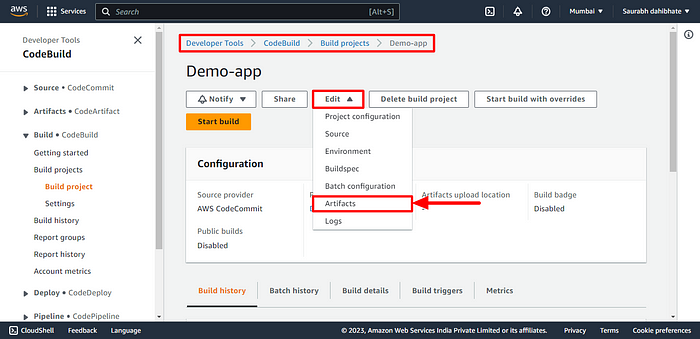 aws
Services
Search
[Alt+S]
Mumbai
Saurabh dahibhate
Developer Tools
CodeBuild
Source • CodeCommit
Artifacts • CodeArtifact
Build • CodeBuild
Getting started
Build projects
Build project
Settings
Build history
Report groups
Report history
Account metrics
Deploy • CodeDeploy
Pipeline • CodePipeline
Developer Tools > CodeBuild > Build projects > Demo-app
Demo-app
Notify
Share
Edit
Delete build project
Start build with overrides
Start build
Project configuration
Source
Environment
Buildspec
Batch configuration
Artifacts
Logs
Configuration
Source provider
AWS CodeCommit
Artifacts upload location
-
Build badge
Disabled
Public builds
Disabled
Build history
Batch history
Build details
Build triggers
Metrics
CloudShell
Feedback
Language
© 2023, Amazon Web Services India Private Limited or its affiliates.
Privacy
Terms
Cookie preferences